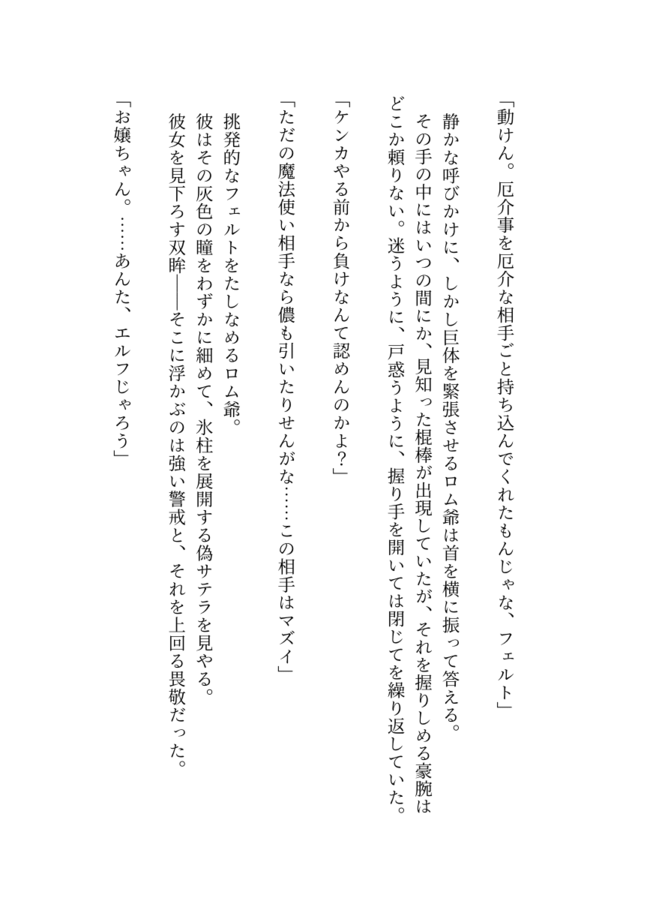 「動けん。厄介事を厄介な相手ごと持ち込んでくれたもんじゃな、フェルト」
静かな呼びかけに、しかし巨体を緊張させるロム爺は首を横に振って答える。
その手の中にはいつの間にか、見知った棍棒が出現していたが、それを握りしめる豪腕は
どこか頼りない。迷うように、戸惑うように、握り手を開いては閉じてを繰り返していた。
「ケンカやる前から負けなんて認めんのかよ？」
「ただの魔法使い相手なら儂も引いたりせんがな……この相手はマズイ」
挑発的なフェルトをたしなめるロム爺。
彼はその灰色の瞳をわずかに細めて、氷柱を展開する偽サテラを見やる。
彼女を見下ろす双眸――そこに浮かぶのは強い警戒と、それを上回る畏敬だった。
「お嬢ちゃん。……あんた、エルフじゃろう」